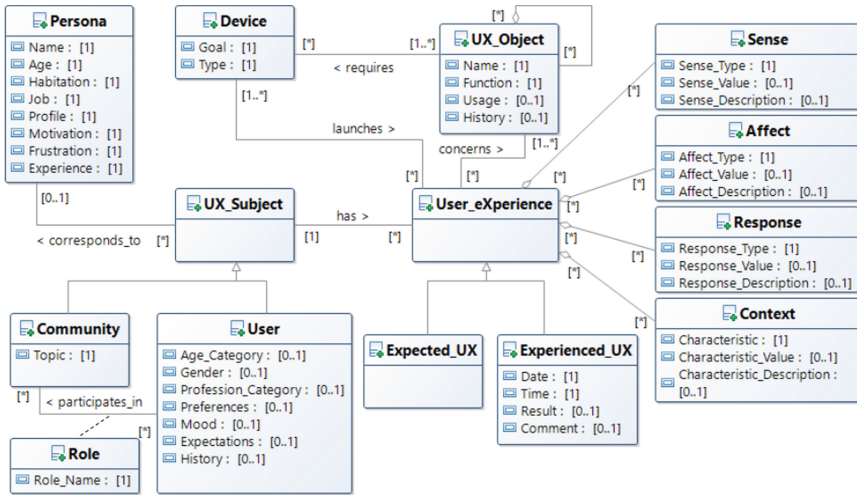 Persona
Name : [1]
Age : [1]
Habitation : [1]
Job : [1]
Profile : [1]
Motivation : [1]
Frustration : [1]
Experience : [1]
[0..1]
Device
Goal : [1]
Type : [1]
[*]
[1..*]
< requires
[1..*]
launches >
[*]
[*]
[*]
UX_Object
Name : [1]
Function : [1]
Usage : [0..1]
History : [0..1]
[1..*]
concerns >
[*]
Sense
Sense_Type : [1]
Sense_Value : [0..1]
Sense_Description : [0..1]
[*]
[*]
Affect
Affect_Type : [1]
Affect_Value : [0..1]
Affect_Description : [0..1]
[*]
[*]
Response
Response_Type : [1]
Response_Value : [0..1]
Response_Description : [0..1]
[*]
[*]
Context
Characteristic : [1]
Characteristic_Value : [0..1]
Characteristic_Description :
[0..1]
[*]
[*]
UX_Subject
< corresponds_to
[*]
has >
[1]
[*]
User_eXperience
Community
Topic : [1]
[*]
< participates_in
[*]
Role
Role_Name : [1]
User
Age_Category : [0..1]
Gender : [0..1]
Profession_Category : [0..1]
Preferences : [0..1]
Mood : [0..1]
Expectations : [0..1]
History : [0..1]
Expected_UX
Experienced_UX
Date : [1]
Time : [1]
Result : [0..1]
Comment : [0..1]